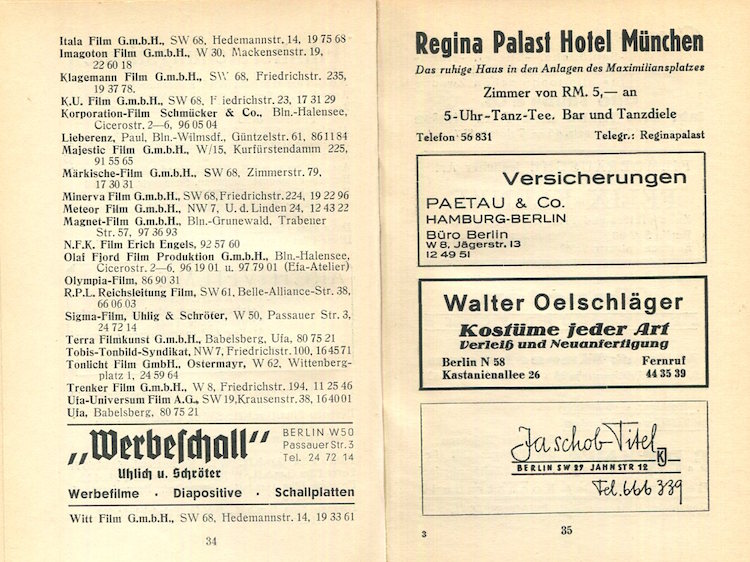 Itala Film G.m.b.H., SW 68, Hedemannstr. 14, 19 75 68
Imagoton Film G.m.b.H., W 30, Mackensenstr. 19,
22 60 18
Klagemann Film G.m.b.H., SW 68, Friedrichstr. 235,
19 37 78.
K.U. Film G.m.b.H., SW 68, Friedrichstr. 23, 17 31 29
Korporation-Film Schmücker & Co., Bln.-Halensee,
Cicerostr. 2—6, 96 05 04
Lieberenz, Paul, Bln.-Wilmsdf., Güntzelstr. 61, 86 11 84
Majestic Film G.m.b.H., W/15, Kurfürstendamm 225,
91 55 65
Märkische-Film G.m.b.H., SW 68, Zimmerstr. 79,
17 30 31
Minerva Film G.m.b.H., SW 68, Friedrichstr. 224, 19 22 96
Meteor Film G.m.b.H., NW 7, U. d. Linden 24, 12 43 22
Magnet-Film G.m.b.H., Bln.-Grunewald, Trabener
Str. 57, 97 36 93
N.F.K. Film Erich Engels, 92 57 60
Olaf Fjord Film Produktion G.m.b.H., Bln.-Halensee,
Cicerostr. 2—6, 96 19 01 u. 97 79 01 (Efa-Atelier)
Olympia-Film, 86 90 31
R.P.L. Reichsleitung Film, SW 61, Belle-Alliance-Str. 38,
66 06 03
Sigma-Film, Uhlig & Schröter, W 50, Passauer Str. 3,
24 72 14
Terra Filmkunst G.m.b.H., Babelsberg, Ufa, 80 75 21
Tobis-Tonbild-Syndikat, NW 7, Friedrichstr. 100, 16 45 71
Tonlicht Film GmbH., Ostermayr, W 62, Wittenberg-
platz 1, 24 59 64
Trenker Film G.m.b.H., W 8, Friedrichstr. 194, 11 25 46
Ufa-Universum Film A.G., SW 19, Krausenstr. 38, 16 40 01
Ufa, Babelsberg, 80 75 21
„Werbeschall“
BERLIN W 50
Passauer Str. 3
Tel. 24 72 14
Uhlich u. Schröter
Werbefilme · Diapositive · Schallplatten
Witt Film G.m.b.H., SW 68, Hedemannstr. 14, 19 33 61
34
Regina Palast Hotel München
Das ruhige Haus in den Anlagen des Maximiliansplatzes
Zimmer von RM. 5,— an
5-Uhr-Tanz-Tee. Bar und Tanzdiele
Telefon 56 831 Telegr.: Reginapalast
Versicherungen
PAETAU & Co.
HAMBURG-BERLIN
Büro Berlin
W 8, Jägerstr. 13
12 49 51
Walter Oelschläger
Kostüme jeder Art
Verleiß und Neuanfertigung
Berlin N 58 Fernruf
Kastanienallee 26 44 35 39
Jaschob-Titel
K
BERLIN SW 29 JAHNSTR 12
Tel. 666 339
3
35